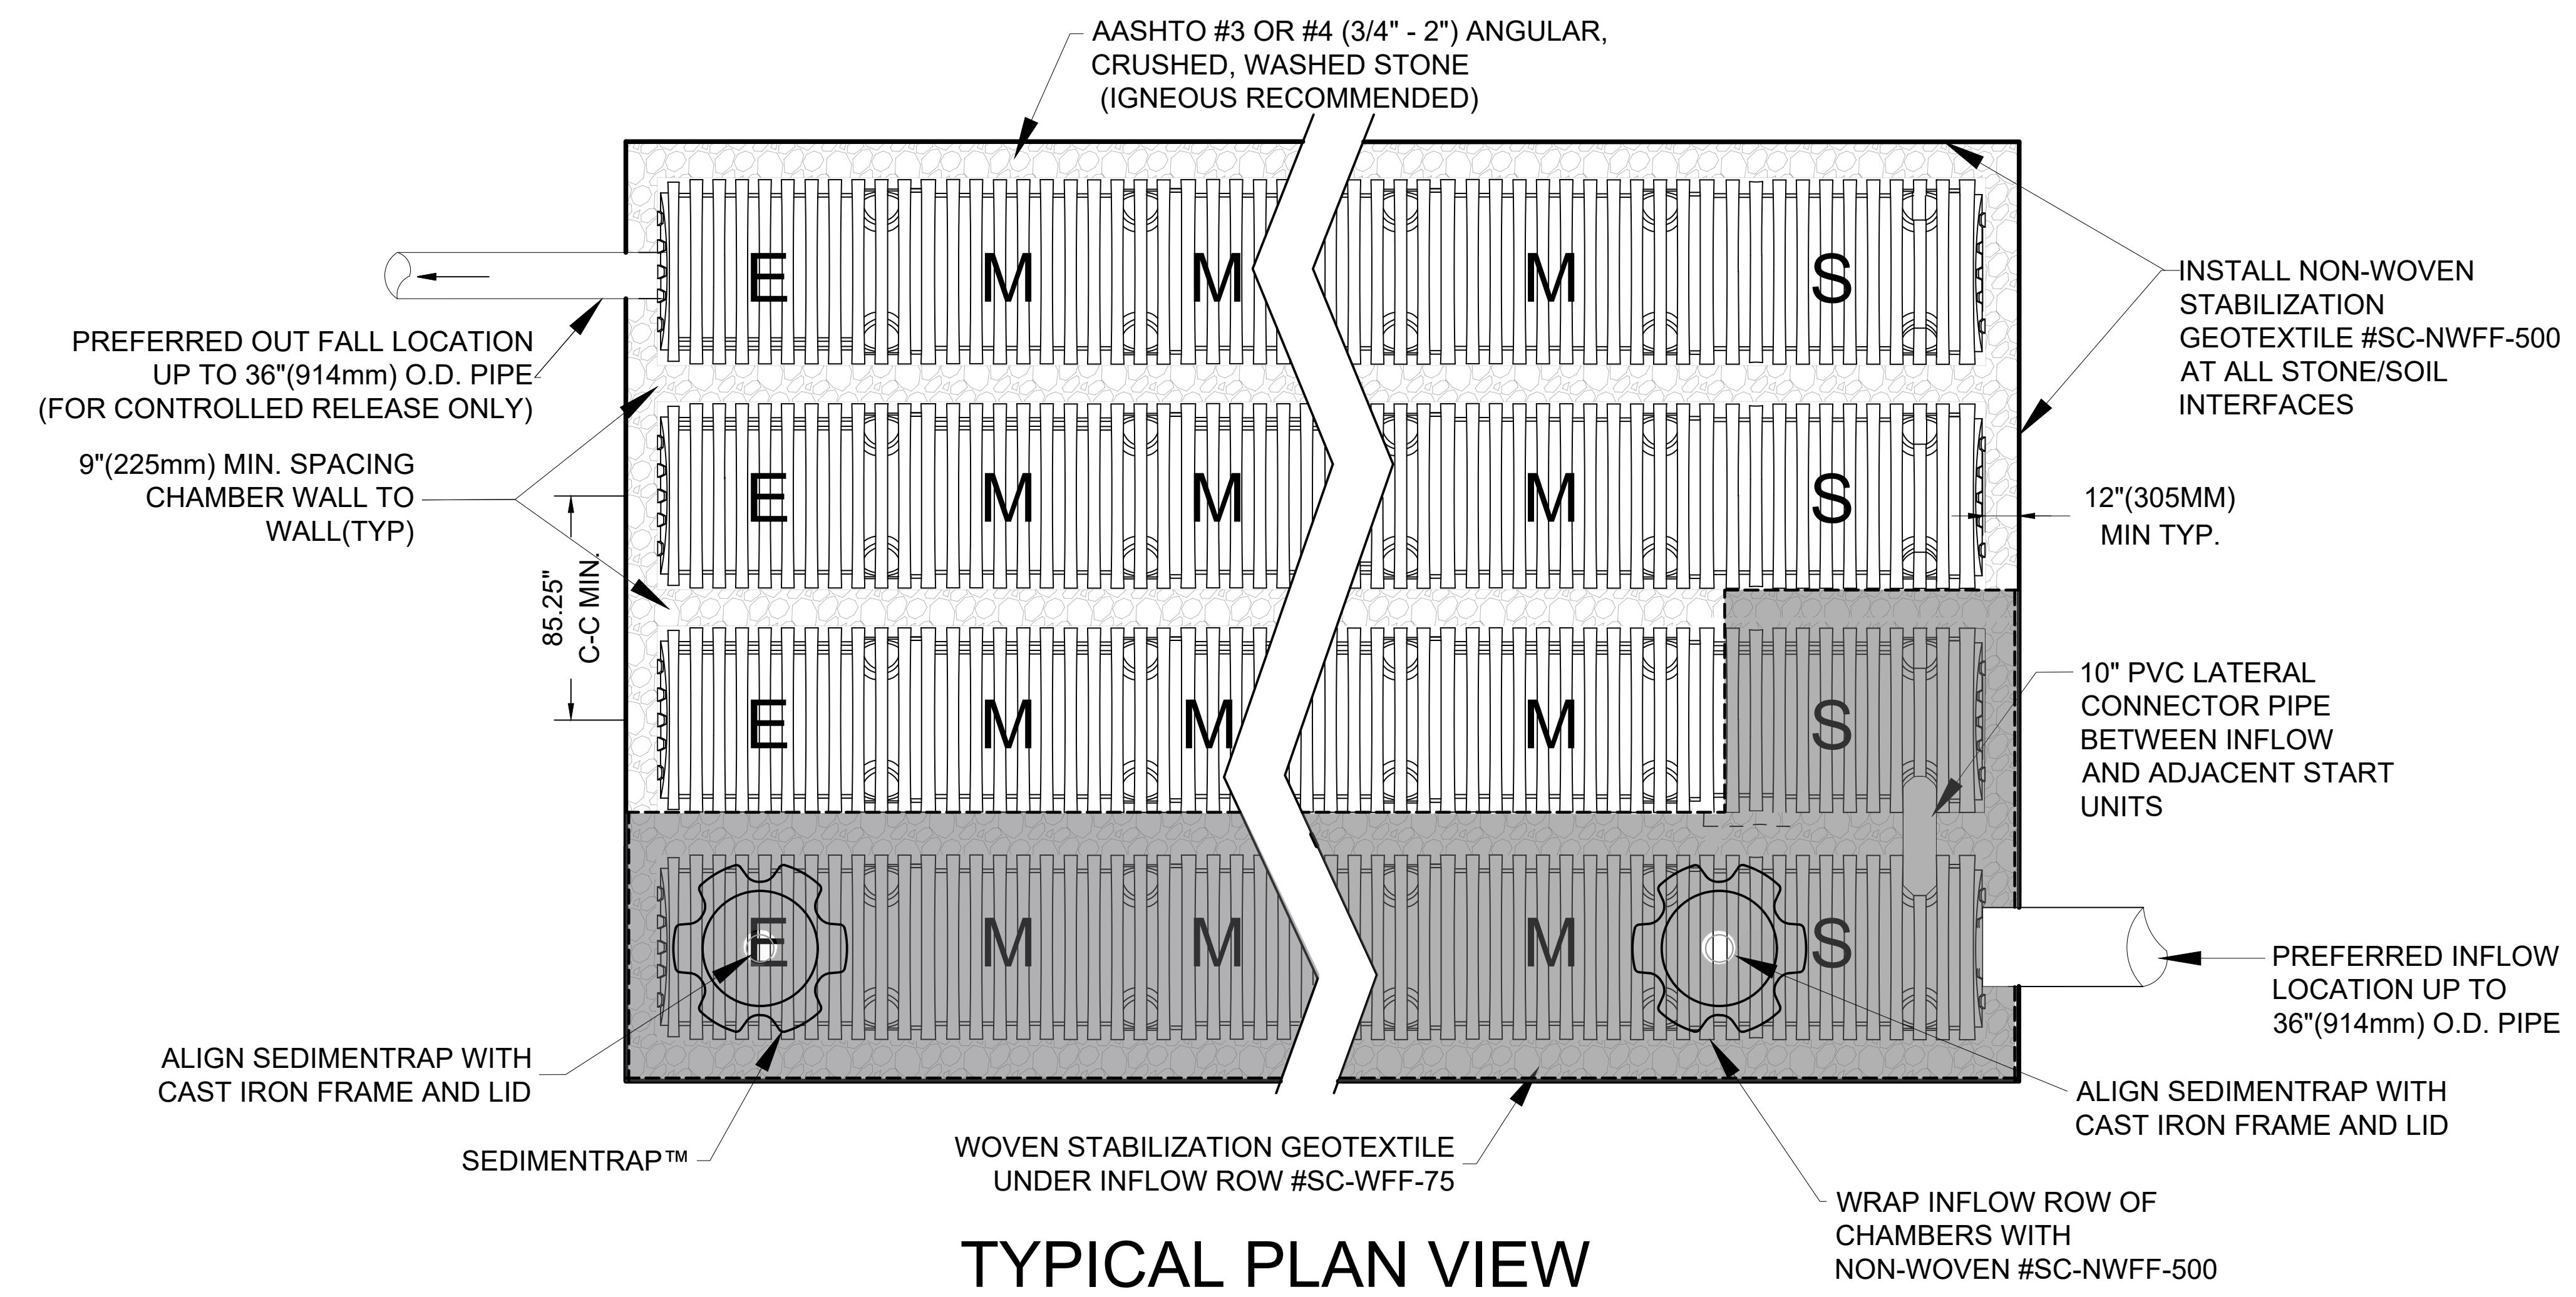 AASHTO #3 OR #4 (3/4" - 2") ANGULAR,
CRUSHED, WASHED STONE
(IGNEOUS RECOMMENDED)
E M M M S
PREFERRED OUT FALL LOCATION
UP TO 36"(914mm) O.D. PIPE
(FOR CONTROLLED RELEASE ONLY)
INSTALL NON-WOVEN
STABILIZATION
GEOTEXTILE #SC-NWFF-500
AT ALL STONE/SOIL
INTERFACES
9"(225mm) MIN. SPACING
CHAMBER WALL TO
WALL(TYP)
E M M M S
12"(305MM)
MIN TYP.
85.25"
C-C MIN.
E M M M S
10" PVC LATERAL
CONNECTOR PIPE
BETWEEN INFLOW
AND ADJACENT START
UNITS
E M M M S
PREFERRED INFLOW
LOCATION UP TO
36"(914mm) O.D. PIPE
ALIGN SEDIMENTRAP WITH
CAST IRON FRAME AND LID
SEDIMENTRAP™
WOVEN STABILIZATION GEOTEXTILE
UNDER INFLOW ROW #SC-WFF-75
ALIGN SEDIMENTRAP WITH
CAST IRON FRAME AND LID
WRAP INFLOW ROW OF
CHAMBERS WITH
NON-WOVEN #SC-NWFF-500
TYPICAL PLAN VIEW